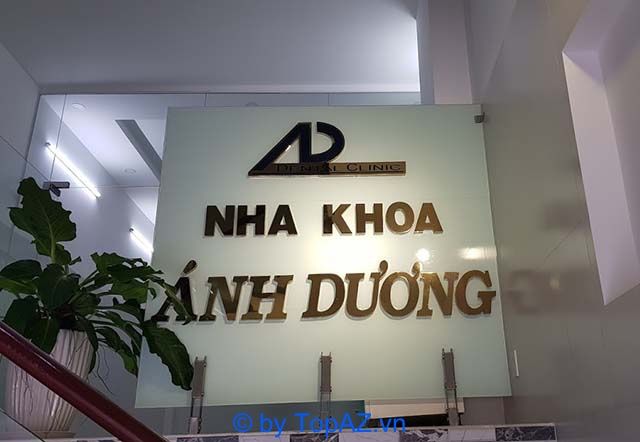 AD
DENTAL CLINIC
NHA KHOA
ÁNH DƯƠNG
© by TopAZ.vn